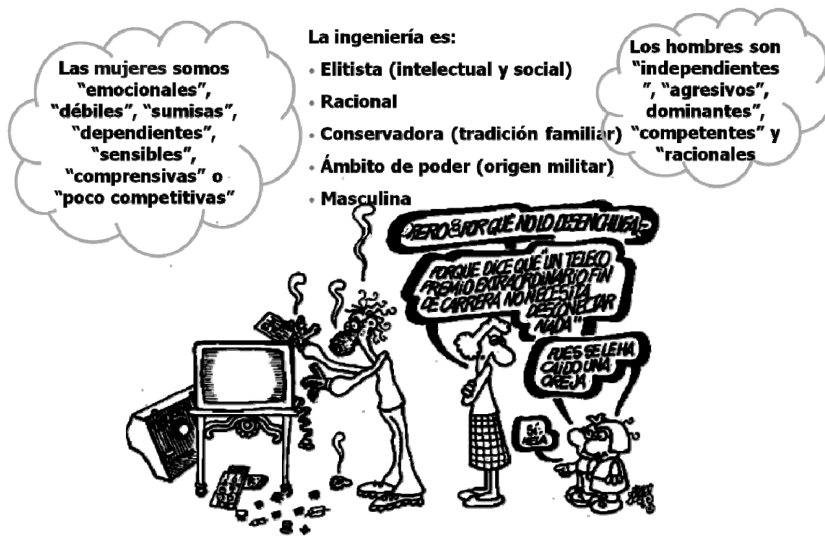 Las mujeres somos
“emocionales”,
“débiles”, “sumisas”,
“dependientes”,
“sensibles”,
“comprensivas” o
“poco competitivas”
La ingeniería es:
• Elitista (intelectual y social)
• Racional
• Conservadora (tradición familiar)
• Ámbito de poder (origen militar)
• Masculina
Los hombres son
“independientes
”, “agresivos”,
dominantes”,
“competentes” y
“racionales
¿PERO POR QUÉ NO LO DESENCHUFA?
PORQUE DICE QUE “UN TELECO
PREMIO EXTRAORDINARIO FIN
DE CARRERA NO NECESITA
DESCONECTAR
NADA”
PUES SE LE HA
CAÍDO UNA
OREJA